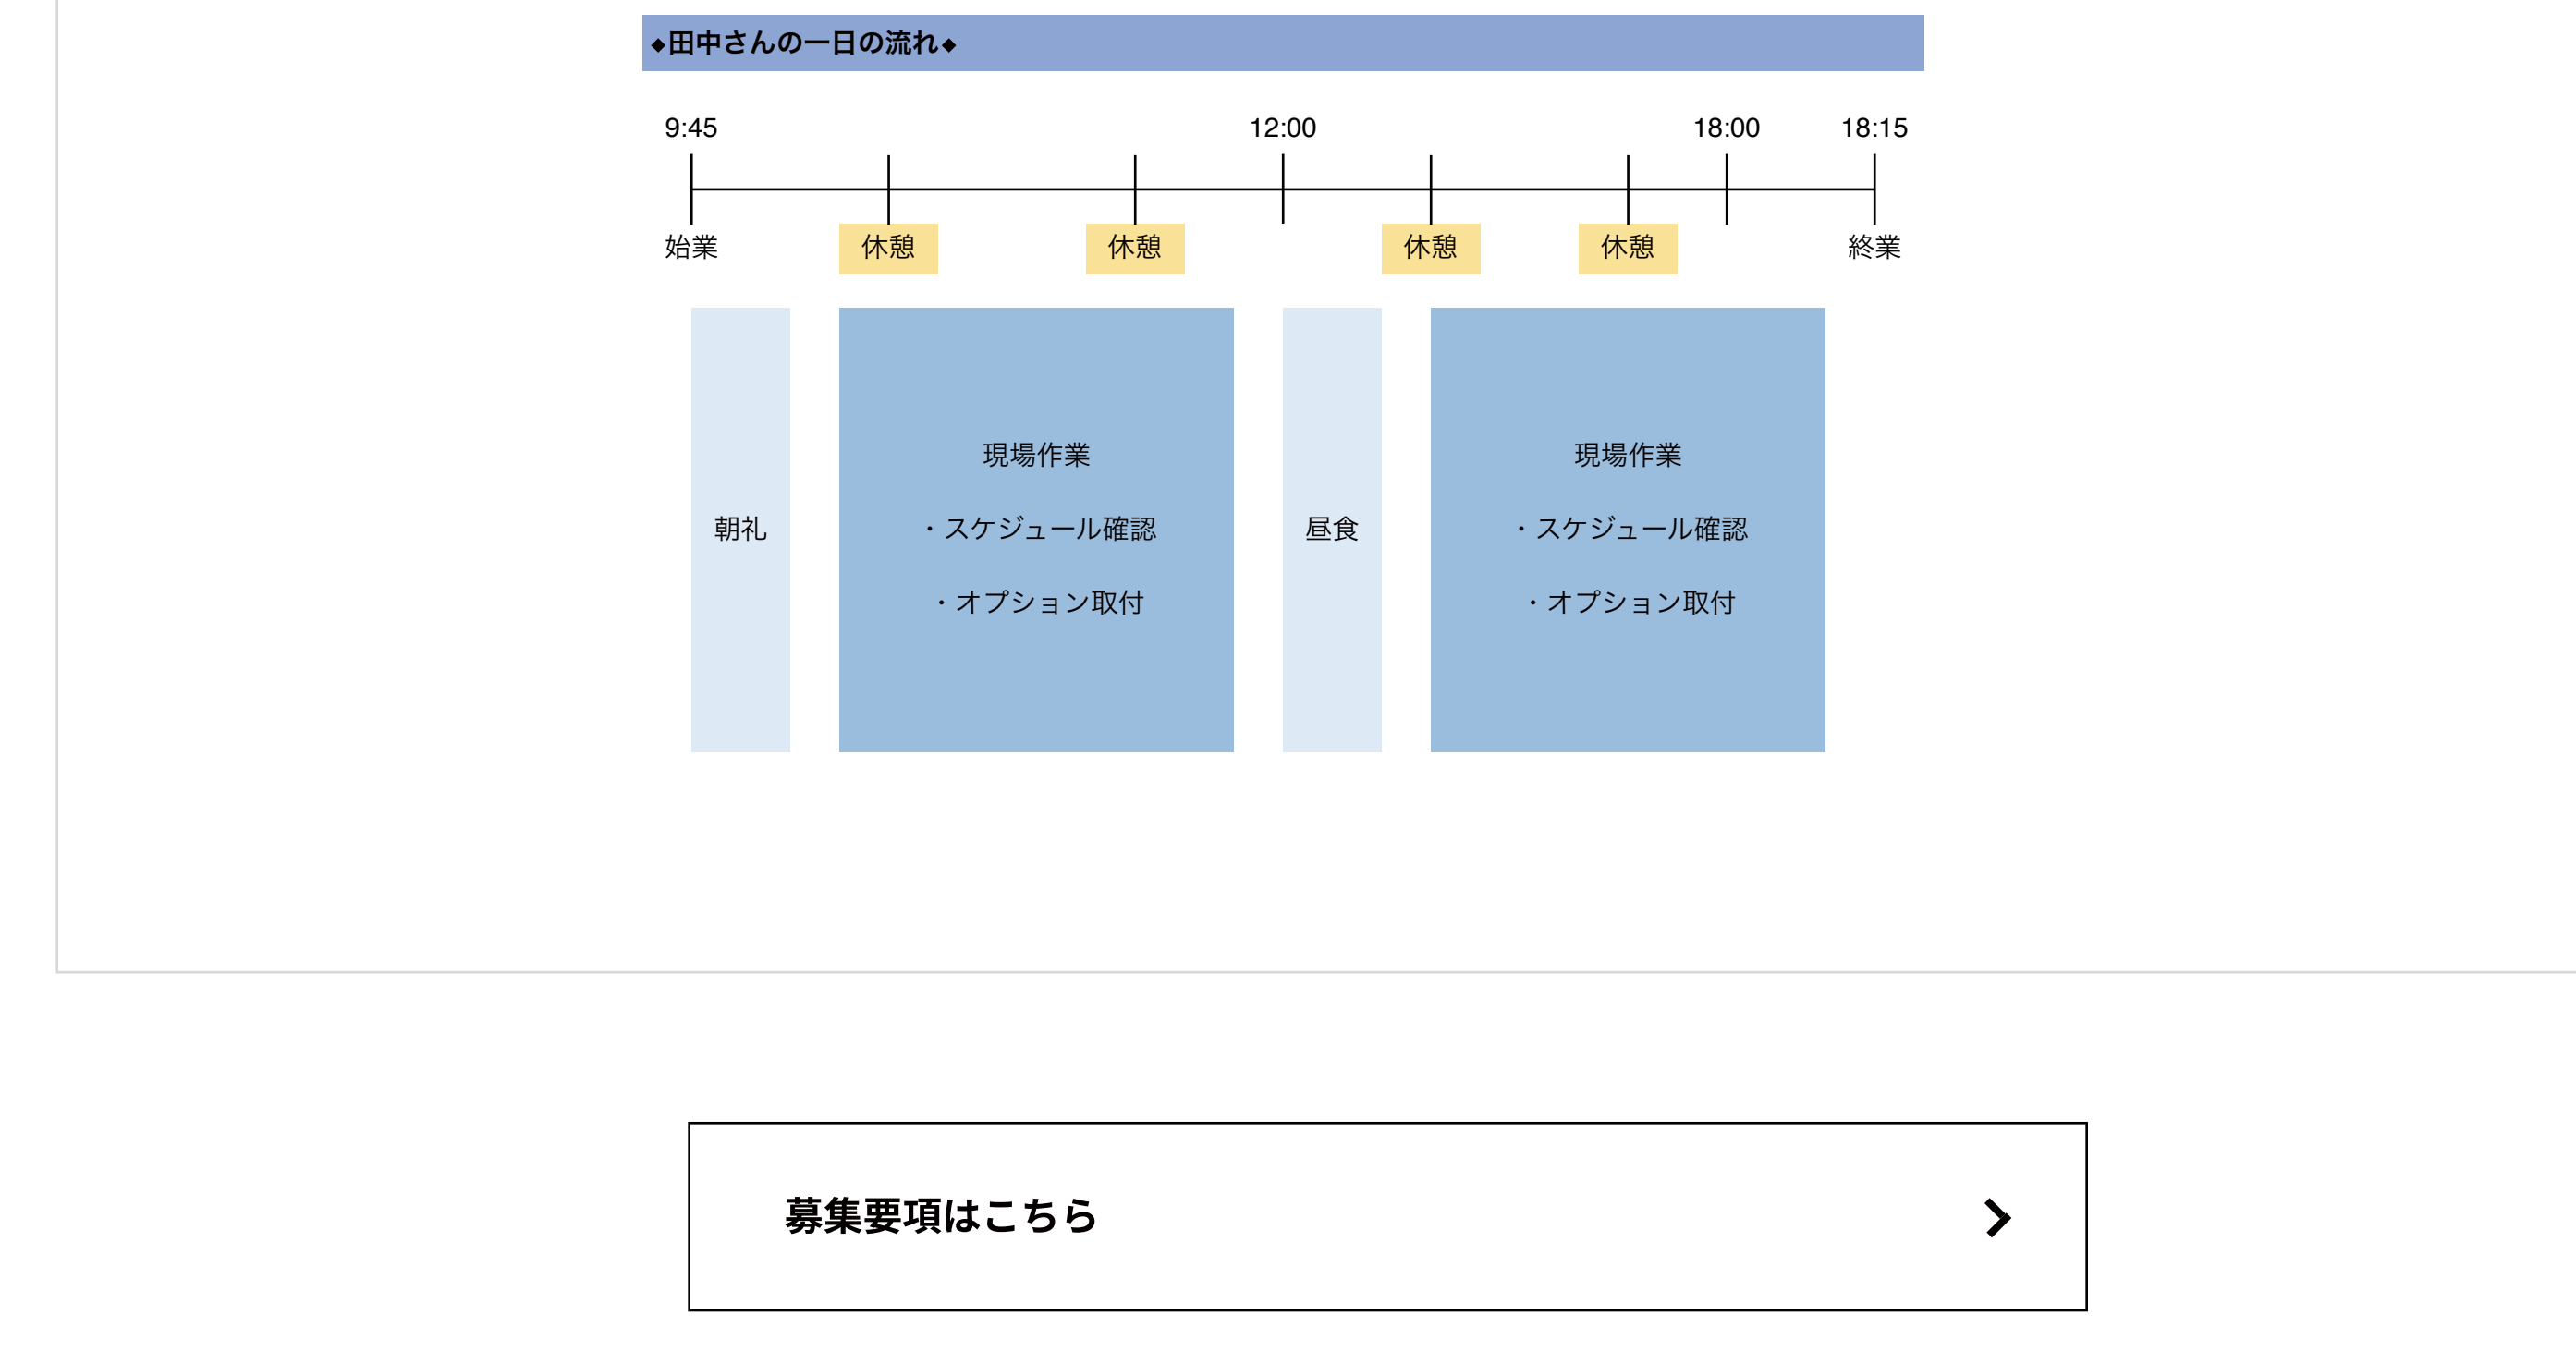 ◆田中さんの一日の流れ◆
9:45 12:00 18:00 18:15
始業 休憩 休憩 休憩 休憩 終業
朝礼
現場作業
・スケジュール確認
・オプション取付
昼食
現場作業
・スケジュール確認
・オプション取付
募集要項はこちら